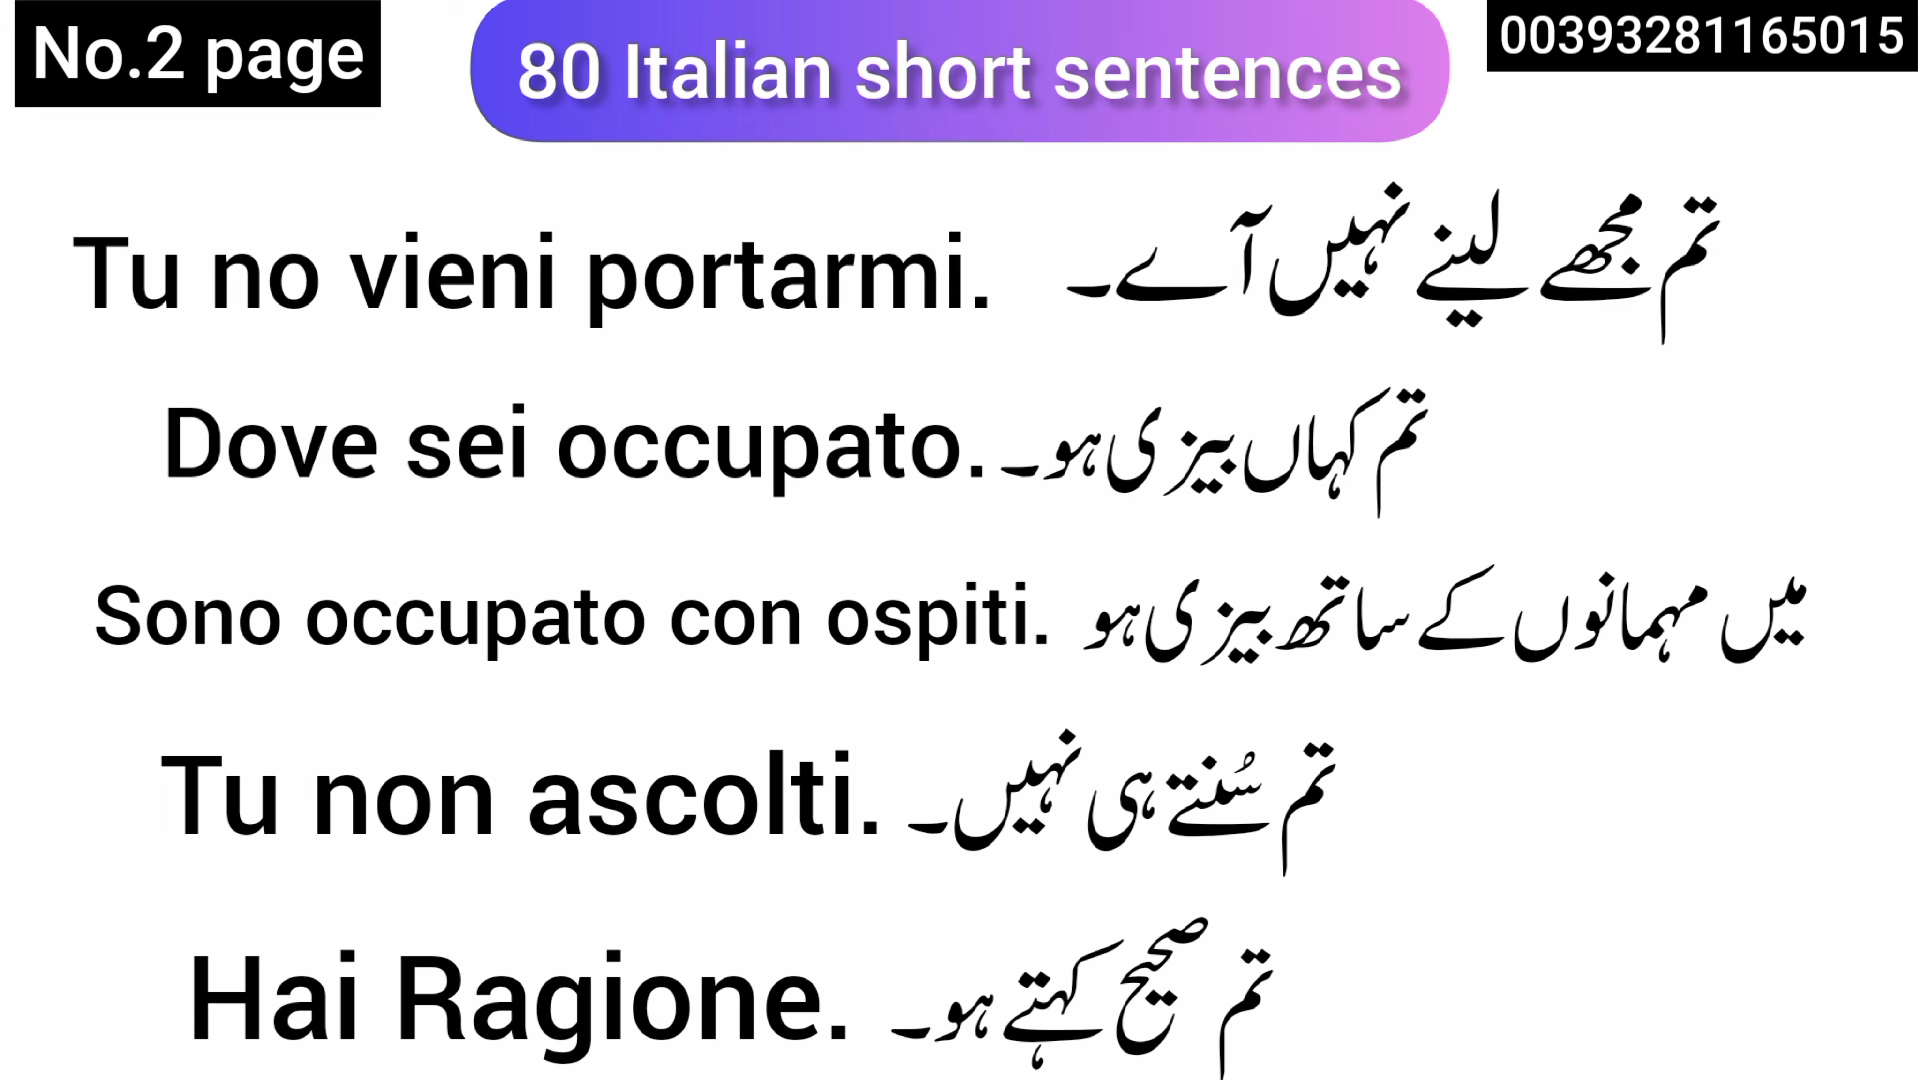 No.2 page
80 Italian short sentences
00393281165015
Tu no vieni portarmi. تم مجھے لینے نہیں آے۔
Dove sei occupato. تم کہاں بیزی ہو۔
Sono occupato con ospiti. میں مہمانوں کے ساتھ بیزی ہو
Tu non ascolti. تم سُنتے ہی نہیں۔
Hai Ragione. تم صحیح کہتے ہو۔